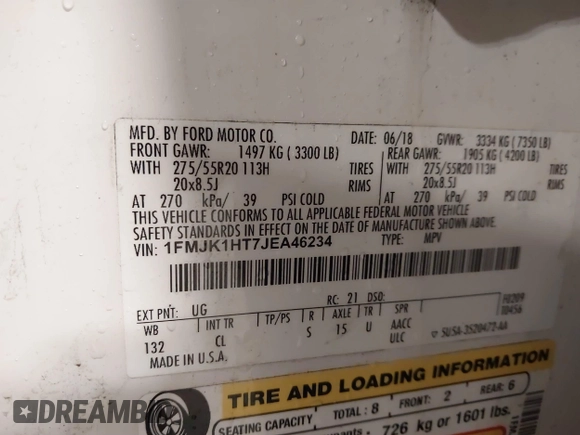 MFD. BY FORD MOTOR CO.
DATE: 06/18 GVWR: 3334 KG ( 7350 LB)
FRONT GAWR: 1497 KG ( 3300 LB)
REAR GAWR: 1905 KG ( 4200 LB)
WITH 275/55R20 113H TIRES
275/55R20 113H TIRES
20x8.5J RIMS
20x8.5J RIMS
AT 270 kPa/ 39 PSI COLD
AT 270 kPa/ 39 PSI COLD
THIS VEHICLE CONFORMS TO ALL APPLICABLE FEDERAL MOTOR VEHICLE
SAFETY STANDARDS IN EFFECT ON THE DATE OF MANUFACTURE SHOWN ABOVE.
VIN: 1FMJK1HT7JEA46234 TYPE: MPV
EXT PNT: UG RC: 21 DSO: F0209
00456
WB INT TR TP/PS R AXLE TR SPR
132 CL S 15 U AACC
ULC
MADE IN U.S.A.
TIRE AND LOADING INFORMATION
SEATING CAPACITY TOTAL : 8 FRONT: 2 REAR: 6
726 kg or 1601 lbs.
DREAMB